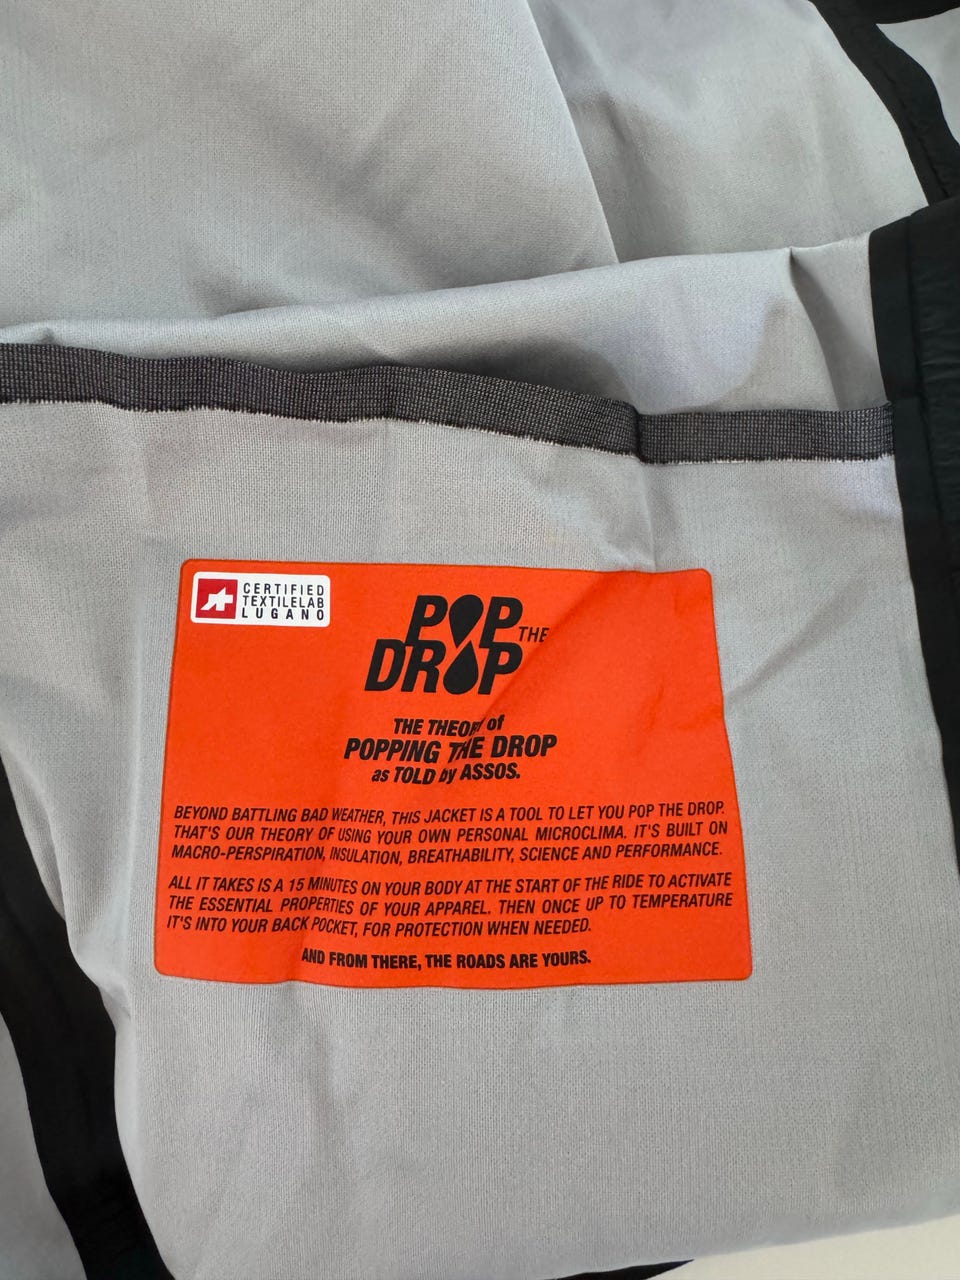 CERTIFIED
TEXTILELAB
LUGANO
POP THE
DROP
THE THEORY of
POPPING THE DROP
as TOLD by ASSOS.
BEYOND BATTLING BAD WEATHER, THIS JACKET IS A TOOL TO LET YOU POP THE DROP.
THAT'S OUR THEORY OF USING YOUR OWN PERSONAL MICROCLIMA. IT'S BUILT ON
MACRO-PERSPIRATION, INSULATION, BREATHABILITY, SCIENCE AND PERFORMANCE.
ALL IT TAKES IS A 15 MINUTES ON YOUR BODY AT THE START OF THE RIDE TO ACTIVATE
THE ESSENTIAL PROPERTIES OF YOUR APPAREL. THEN ONCE UP TO TEMPERATURE
IT'S INTO YOUR BACK POCKET, FOR PROTECTION WHEN NEEDED.
AND FROM THERE, THE ROADS ARE YOURS.